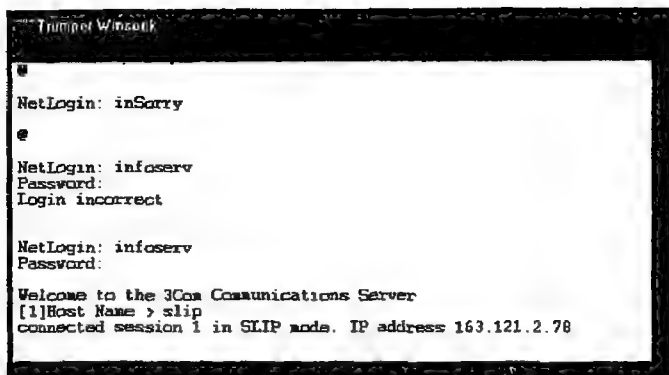 Trumpet Winsock
@
NetLogin: inSorry
@
NetLogin: infoserv
Password:
Login incorrect
NetLogin: infoserv
Password:
Welcome to the 3Com Communications Server
[1]Host Name > slip
connected session 1 in SLIP mode. IP address 163.121.2.78